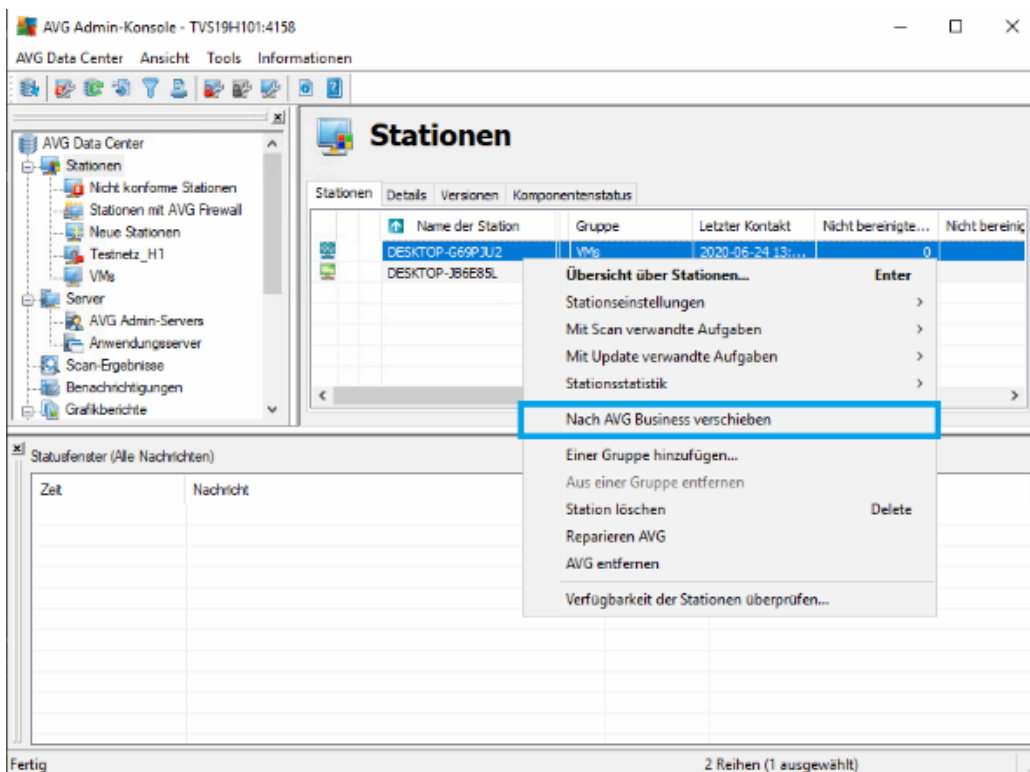 AVG Admin-Konsole - TVS19H101:4158
AVG Data Center Ansicht Tools Informationen
AVG Data Center
Stationen
Nicht konforme Stationen
Stationen mit AVG Firewall
Neue Stationen
Testnetz_H1
VMs
Server
AVG Admin-Servers
Anwendungsserver
Scan-Ergebnisse
Benachrichtigungen
Grafikberichte
Stationen
Stationen Details Versionen Komponentenstatus
Name der Station Gruppe Letzter Kontakt Nicht bereinigte... Nicht bereinig
DESKTOP-G69PJU2 VMs 2020-06-24 13:... 0
DESKTOP-JB6E85L
Übersicht über Stationen... Enter
Stationseinstellungen
Mit Scan verwandte Aufgaben
Mit Update verwandte Aufgaben
Stationsstatistik
Nach AVG Business verschieben
Einer Gruppe hinzufügen...
Aus einer Gruppe entfernen
Station löschen Delete
Reparieren AVG
AVG entfernen
Verfügbarkeit der Stationen überprüfen...
Statusfenster (Alle Nachrichten)
Zeit Nachricht
Fertig 2 Reihen (1 ausgewählt)